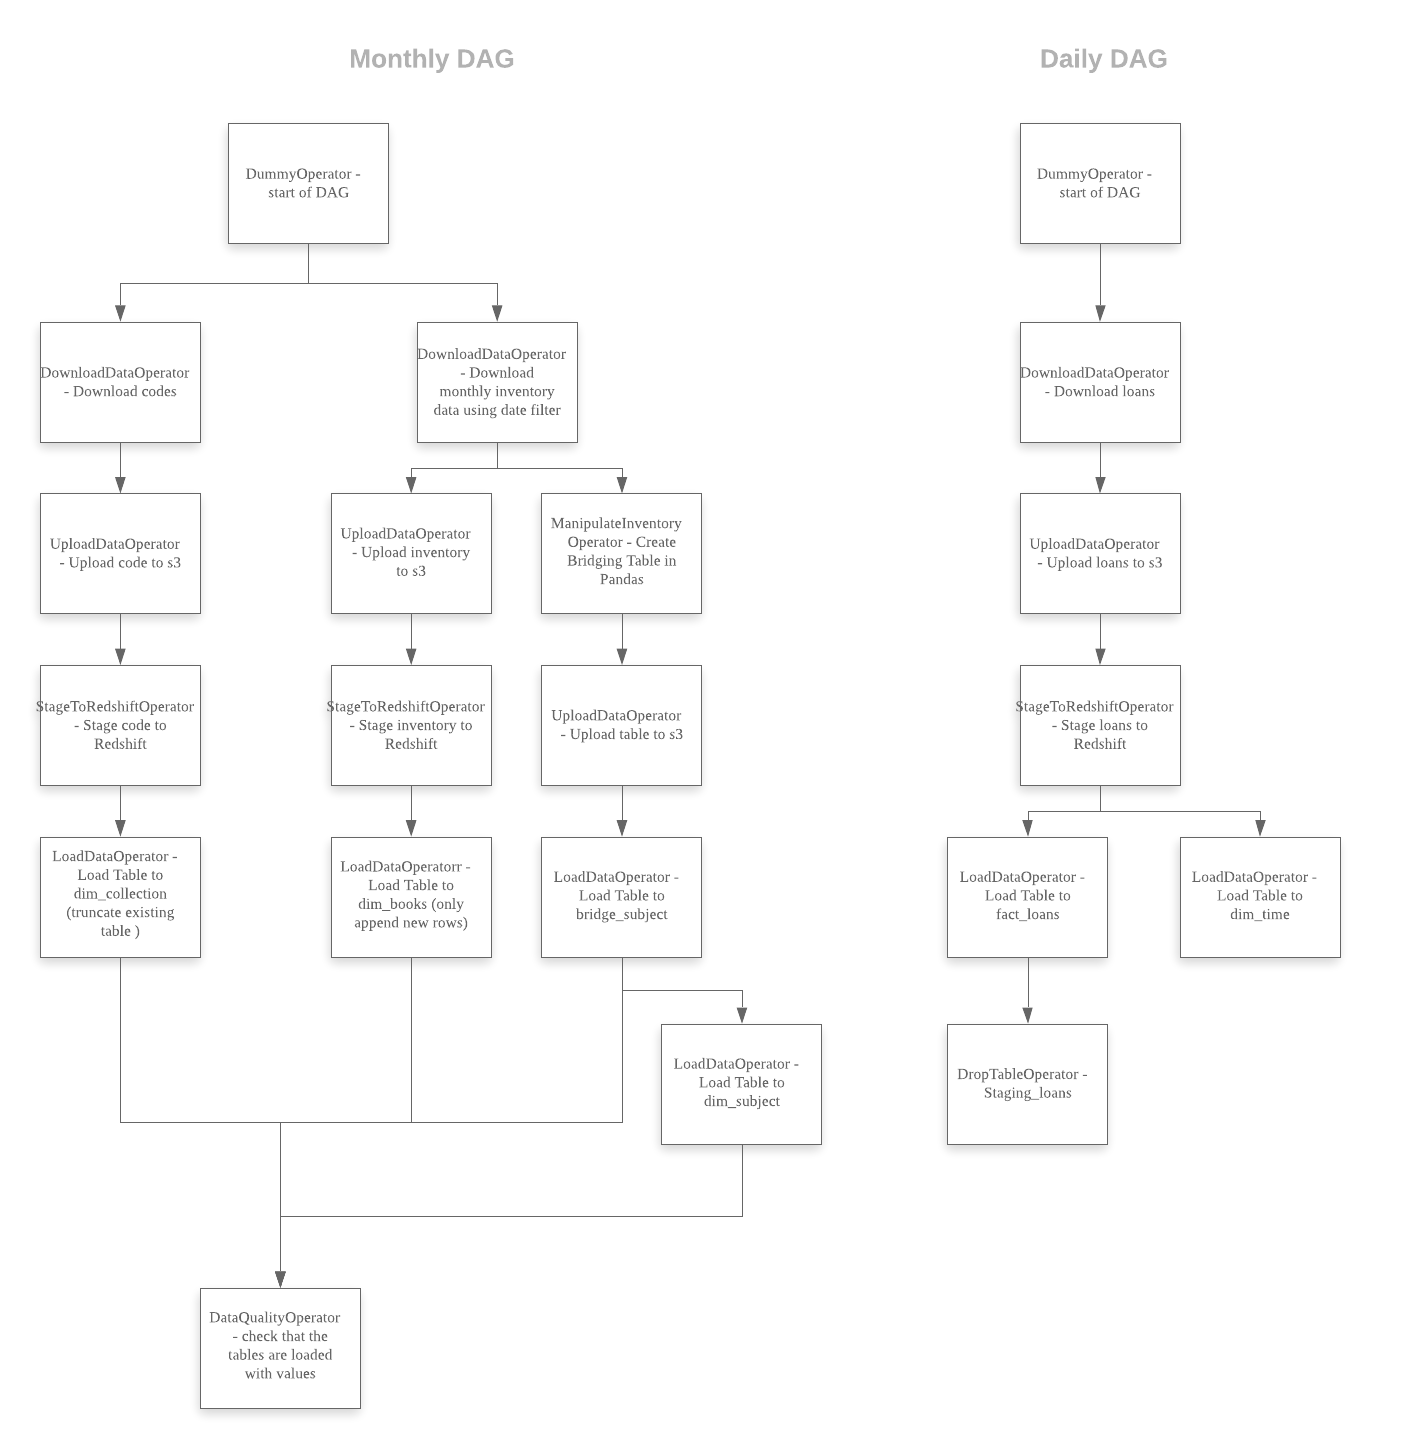 Monthly DAG
Daily DAG
DummyOperator -
start of DAG
DummyOperator -
start of DAG
DownloadDataOperator
- Download codes
DownloadDataOperator
- Download
monthly inventory
data using date filter
DownloadDataOperator
- Download loans
UploadDataOperator
- Upload code to s3
UploadDataOperator
- Upload inventory
to s3
ManipulateInventory
Operator - Create
Bridging Table in
Pandas
UploadDataOperator
- Upload loans to s3
StageToRedshiftOperator
- Stage code to
Redshift
StageToRedshiftOperator
- Stage inventory to
Redshift
UploadDataOperator
- Upload table to s3
StageToRedshiftOperator
- Stage loans to
Redshift
LoadDataOperator -
Load Table to
dim_collection
(truncate existing
table )
LoadDataOperatorr -
Load Table to
dim_books (only
append new rows)
LoadDataOperator -
Load Table to
bridge_subject
LoadDataOperator -
Load Table to
fact_loans
LoadDataOperator -
Load Table to
dim_time
LoadDataOperator -
Load Table to
dim_subject
DropTableOperator -
Staging_loans
DataQualityOperator
- check that the
tables are loaded
with values